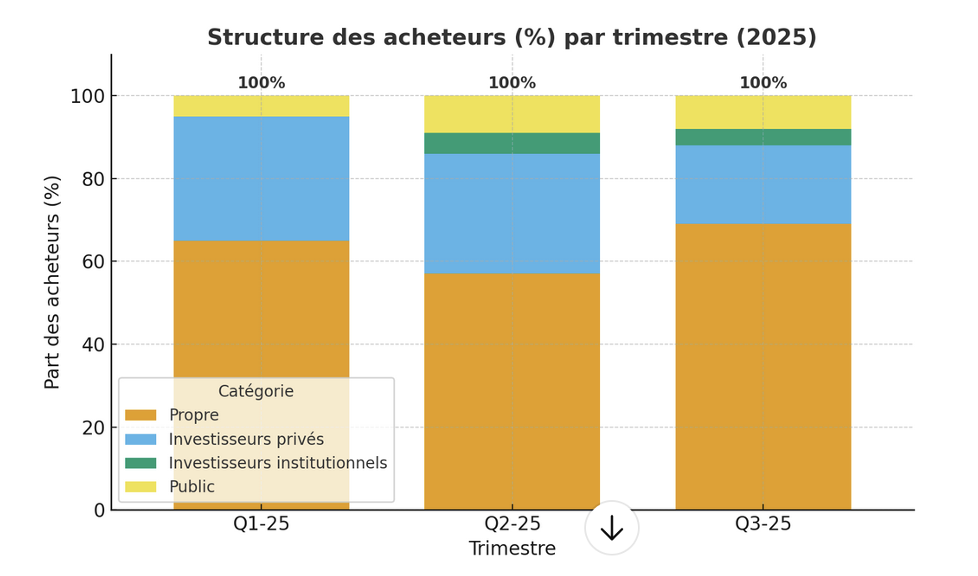 Structure des acheteurs (%) par trimestre (2025)
100% 100% 100%
Part des acheteurs (%)
100
80
60
40
20
0
Catégorie
Propre
Investisseurs privés
Investisseurs institutionnels
Public
Q1-25 Q2-25 Q3-25
Trimestre